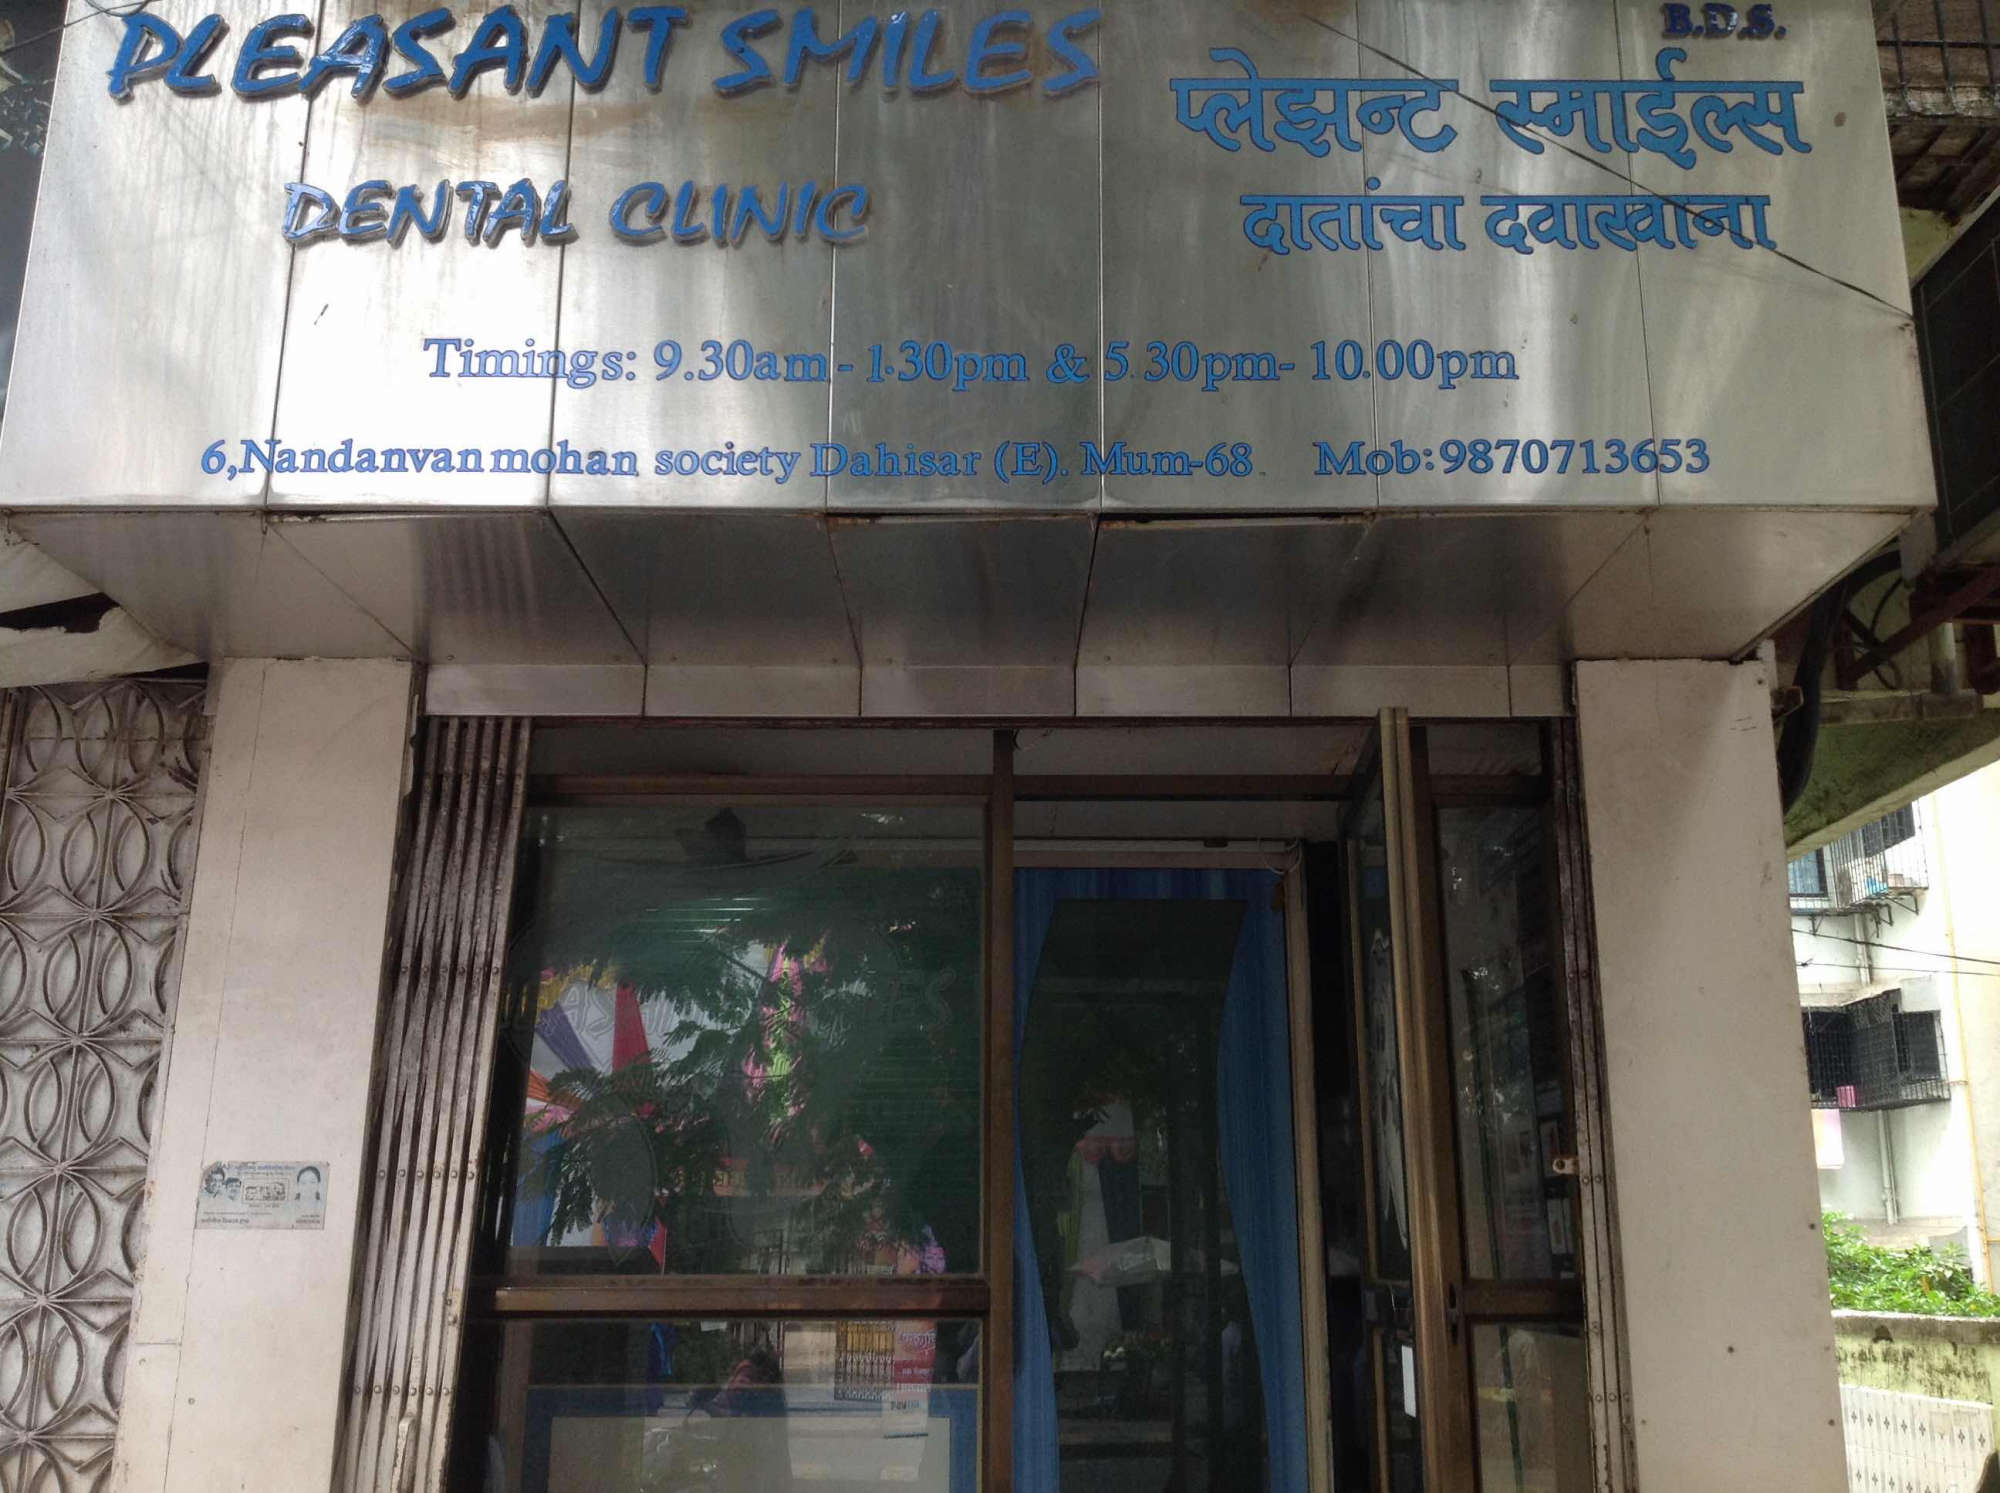 PLEASANT SMILES
DENTAL CLINIC
B.D.S.
प्लेझन्ट स्माईल्स
दातांचा दवाखाना
Timings: 9.30am - 1.30pm & 5.30pm- 10.00pm
6,Nandanvan mohan society Dahisar (E). Mum-68. Mob:9870713653